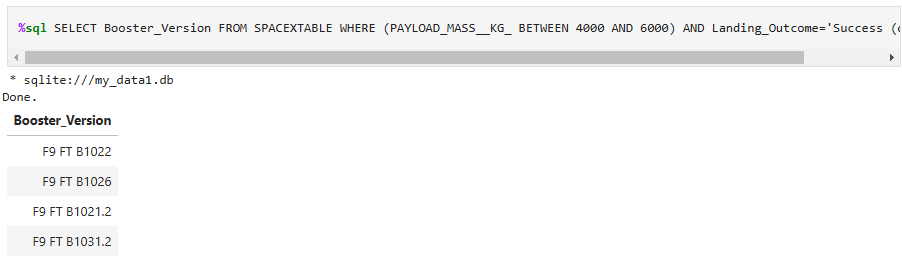 %sql SELECT Booster_Version FROM SPACEXTABLE WHERE (PAYLOAD_MASS__KG_ BETWEEN 4000 AND 6000) AND Landing_Outcome='Success (
* sqlite:///my_data1.db
Done.
Booster_Version
F9 FT B1022
F9 FT B1026
F9 FT B1021.2
F9 FT B1031.2